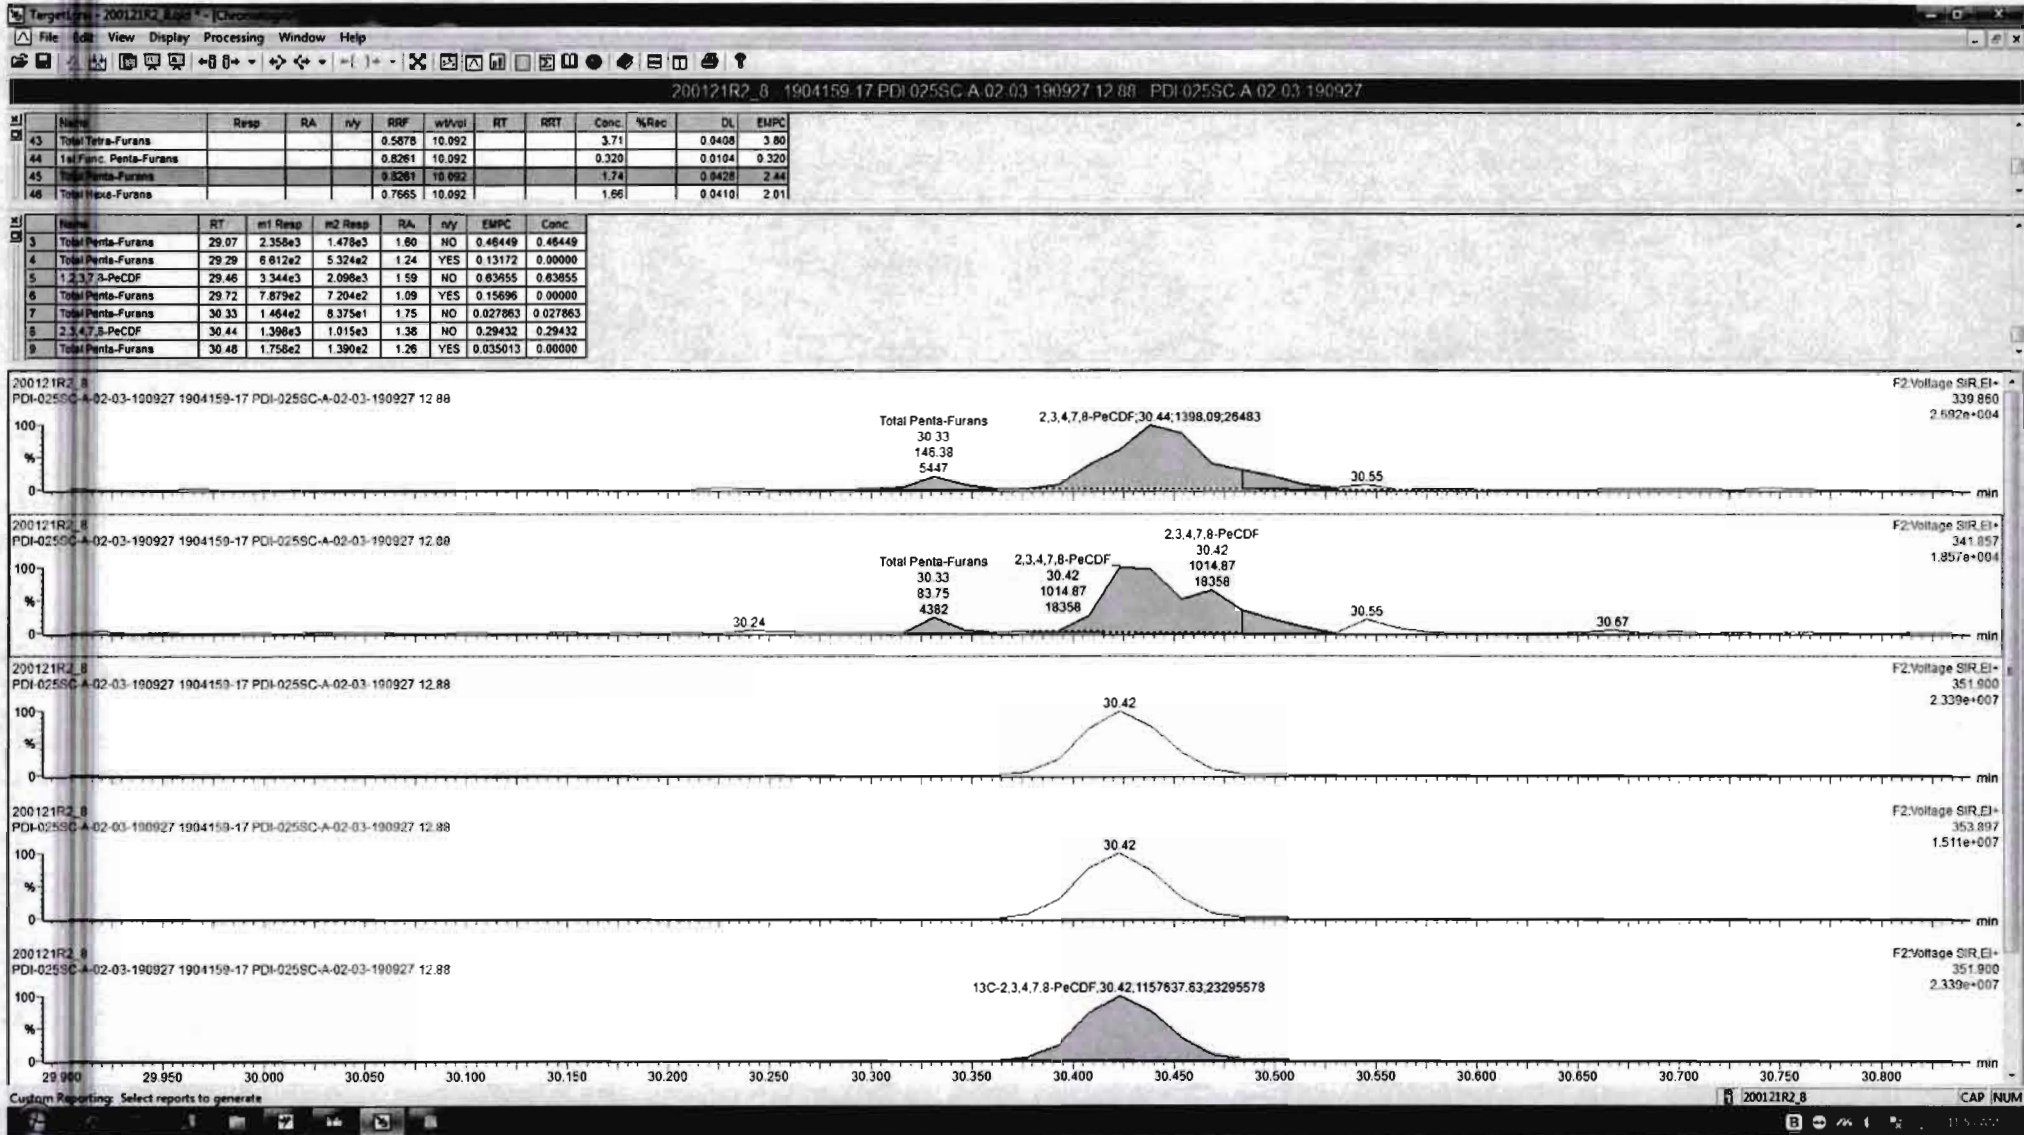 TargetLynx - 200121R2_8.qld * - [Chromatogram]
File Edit View Display Processing Window Help
200121R2_8 - 1904159-17 PDI-025SC-A-02-03-190927 12.88 - PDI-025SC-A-02-03-190927
Name Resp RA n/y RRF wt/vol RT RRT Conc. %Rec DL EMPC
43 Total Tetra-Furans 0.5878 10.092 3.71 0.0408 3.80
44 1st Func. Penta-Furans 0.8261 10.092 0.320 0.0104 0.320
45 Total Penta-Furans 0.8261 10.092 1.74 0.0428 2.44
46 Total Hexa-Furans 0.7665 10.092 1.66 0.0410 2.01
Name RT m1 Resp m2 Resp RA n/y EMPC Conc.
3 Total Penta-Furans 29.07 2.358e3 1.478e3 1.60 NO 0.46449 0.46449
4 Total Penta-Furans 29.29 6.612e2 5.324e2 1.24 YES 0.13172 0.00000
5 1,2,3,7,8-PeCDF 29.46 3.344e3 2.098e3 1.59 NO 0.63655 0.63655
6 Total Penta-Furans 29.72 7.879e2 7.204e2 1.09 YES 0.15696 0.00000
7 Total Penta-Furans 30.33 1.464e2 8.375e1 1.75 NO 0.027863 0.027863
8 2,3,4,7,8-PeCDF 30.44 1.398e3 1.015e3 1.38 NO 0.29432 0.29432
9 Total Penta-Furans 30.48 1.758e2 1.390e2 1.26 YES 0.035013 0.00000
200121R2_8
PDI-025SC-A-02-03-190927 1904159-17 PDI-025SC-A-02-03-190927 12.88
F2:Voltage SIR,EI+
339.860
2.692e+004
100
%
0
Total Penta-Furans
30.33
146.38
5447
2,3,4,7,8-PeCDF;30.44;1398.09;26483
30.55
min
200121R2_8
PDI-025SC-A-02-03-190927 1904159-17 PDI-025SC-A-02-03-190927 12.88
F2:Voltage SIR,EI+
341.857
1.857e+004
100
%
0
30.24
Total Penta-Furans
30.33
83.75
4382
2,3,4,7,8-PeCDF
30.42
1014.87
18358
2,3,4,7,8-PeCDF
30.42
1014.87
18358
30.55
30.67
min
200121R2_8
PDI-025SC-A-02-03-190927 1904159-17 PDI-025SC-A-02-03-190927 12.88
F2:Voltage SIR,EI+
351.900
2.339e+007
100
%
0
30.42
min
200121R2_8
PDI-025SC-A-02-03-190927 1904159-17 PDI-025SC-A-02-03-190927 12.88
F2:Voltage SIR,EI+
353.897
1.511e+007
100
%
0
30.42
min
200121R2_8
PDI-025SC-A-02-03-190927 1904159-17 PDI-025SC-A-02-03-190927 12.88
F2:Voltage SIR,EI+
351.900
2.339e+007
100
%
0
13C-2,3,4,7,8-PeCDF,30.42,1157637.63,23295578
min
29.900 29.950 30.000 30.050 30.100 30.150 30.200 30.250 30.300 30.350 30.400 30.450 30.500 30.550 30.600 30.650 30.700 30.750 30.800
Custom Reporting: Select reports to generate
200121R2_8
CAP NUM